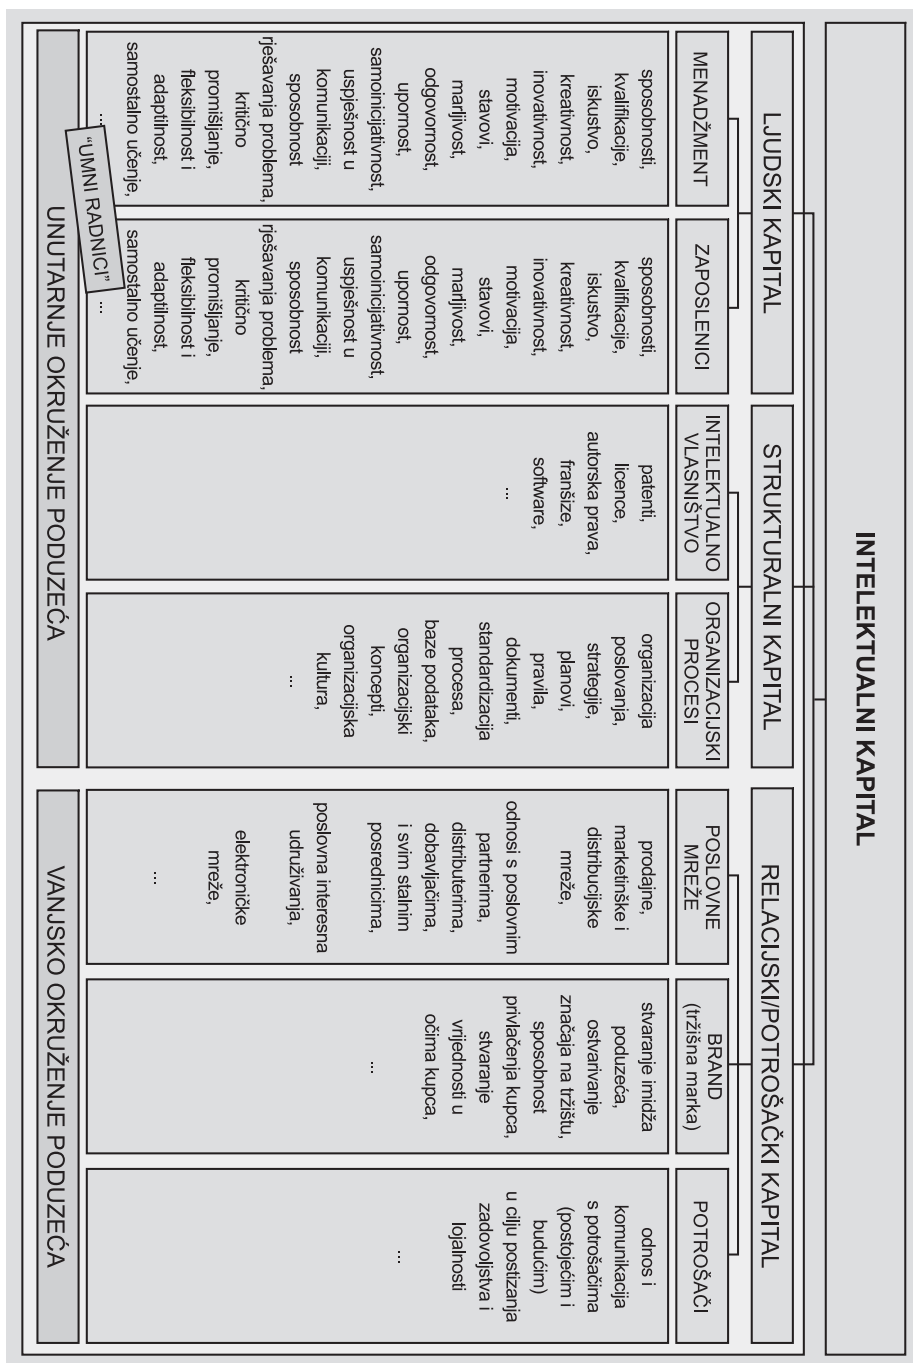 INTELEKTUALNI KAPITAL
LJUDSKI KAPITAL
STRUKTURALNI KAPITAL
RELACIJSKI/POTROŠAČKI KAPITAL
MENADŽMENT
ZAPOSLENICI
INTELEKTUALNO
VLASNIŠTVO
ORGANIZACIJSKI
PROCESI
POSLOVNE
MREŽE
BRAND
(tržišna marka)
POTROŠAČI
sposobnosti,
kvalifikacije,
iskustvo,
kreativnost,
inovativnost,
motivacija,
stavovi,
marljivost,
odgovornost,
upornost,
samoinicijativnost,
uspješnost u
komunikaciji,
sposobnost
rješavanja problema,
kritično
promišljanje,
fleksibilnost i
adaptilnost,
samostalno učenje,
...
sposobnosti,
kvalifikacije,
iskustvo,
kreativnost,
inovativnost,
motivacija,
stavovi,
marljivost,
odgovornost,
upornost,
samoinicijativnost,
uspješnost u
komunikaciji,
sposobnost
rješavanja problema,
kritično
promišljanje,
fleksibilnost i
adaptilnost,
samostalno učenje,
...
"UMNI RADNICI"
patenti,
licence,
autorska prava,
franšize,
software,
...
organizacija
poslovanja,
strategije,
planovi,
pravila,
dokumenti,
standardizacija
procesa,
baze podataka,
organizacijski
koncepti,
organizacijska
kultura,
...
prodajne,
marketinške i
distribucijske
mreže,
odnosi s poslovnim
partnerima,
distributerima,
dobavljačima,
i svim stalnim
posrednicima,
poslovna interesna
udruživanja,
elektroničke
mreže,
...
stvaranje imidža
poduzeća,
ostvarivanje
značaja na tržištu,
sposobnost
privlačenja kupca,
stvaranje
vrijednosti u
očima kupca,
...
odnos i
komunikacija
s potrošačima
(postojećim i
budućim)
u cilju postizanja
zadovoljstva i
lojalnosti
...
UNUTARNJE OKRUŽENJE PODUZEĆA
VANJSKO OKRUŽENJE PODUZEĆA